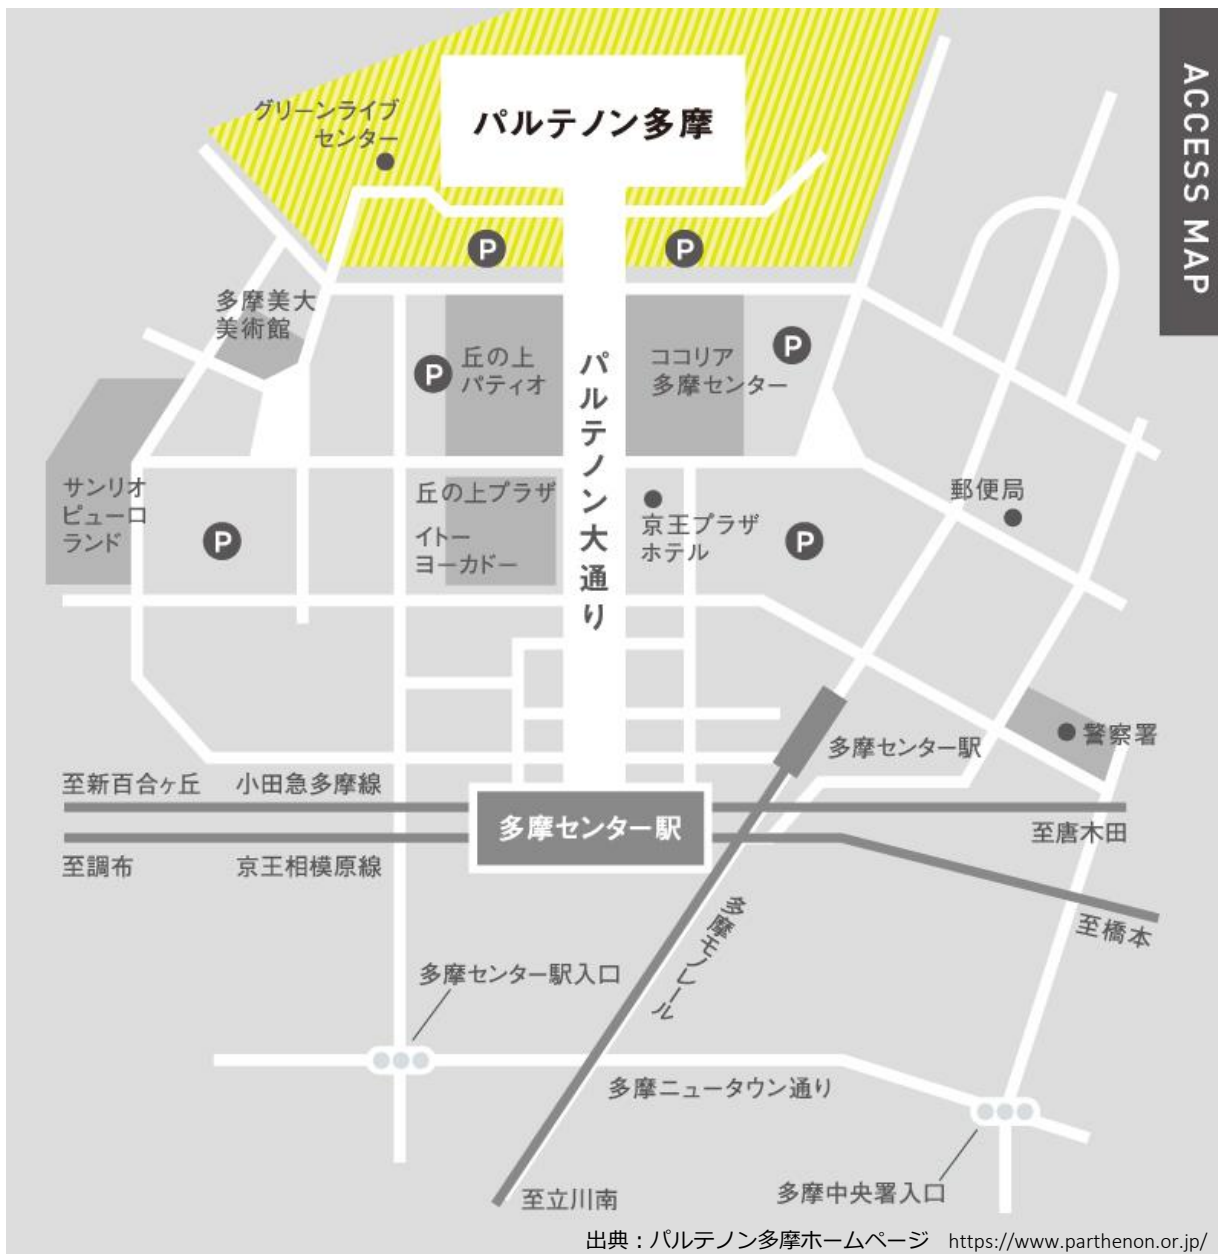 ACCESS MAP
パルテノン多摩
グリーンライブ
センター
P
P
多摩美大
美術館
P
丘の上
パティオ
パルテノン大通り
ココリア
多摩センター
P
サンリオ
ピューロ
ランド
P
丘の上プラザ
イトー
ヨーカドー
京王プラザ
ホテル
P
郵便局
警察署
多摩センター駅
至新百合ヶ丘
小田急多摩線
多摩センター駅
至唐木田
至調布
京王相模原線
至橋本
多摩モノレール
多摩センター駅入口
多摩ニュータウン通り
至立川南
多摩中央署入口
出典：パルテノン多摩ホームページ https://www.parthenon.or.jp/